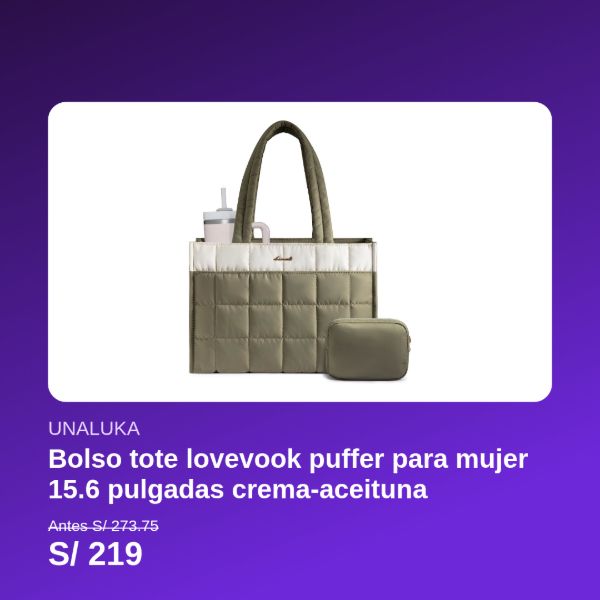 UNALUKA
Bolso tote lovevook puffer para mujer
15.6 pulgadas crema-aceituna
Antes S/ 273.75
S/ 219